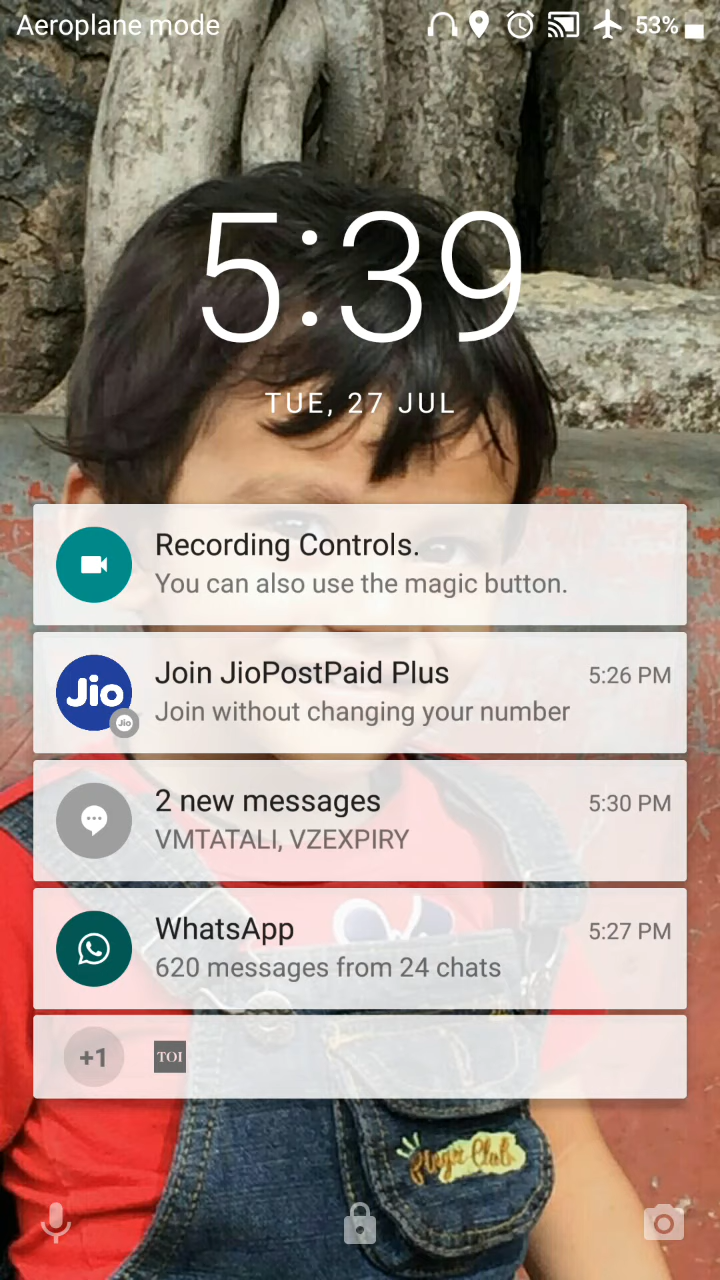 Aeroplane mode 53%
5:39
TUE, 27 JUL
Recording Controls.
You can also use the magic button.
Jio
Jio
Join JioPostPaid Plus 5:26 PM
Join without changing your number
2 new messages 5:30 PM
VMTATALI, VZEXPIRY
WhatsApp 5:27 PM
620 messages from 24 chats
+1 TOI
Club